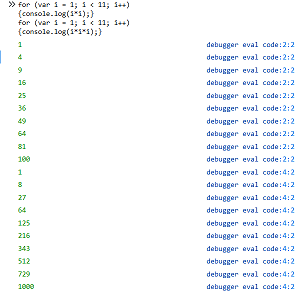 » for (var i = 1; i < 11; i++)
{console.log(i*i);}
for (var i = 1; i < 11; i++)
{console.log(i*i*i);}
1 debugger eval code:2:2
4 debugger eval code:2:2
9 debugger eval code:2:2
16 debugger eval code:2:2
25 debugger eval code:2:2
36 debugger eval code:2:2
49 debugger eval code:2:2
64 debugger eval code:2:2
81 debugger eval code:2:2
100 debugger eval code:2:2
1 debugger eval code:4:2
8 debugger eval code:4:2
27 debugger eval code:4:2
64 debugger eval code:4:2
125 debugger eval code:4:2
216 debugger eval code:4:2
343 debugger eval code:4:2
512 debugger eval code:4:2
729 debugger eval code:4:2
1000 debugger eval code:4:2